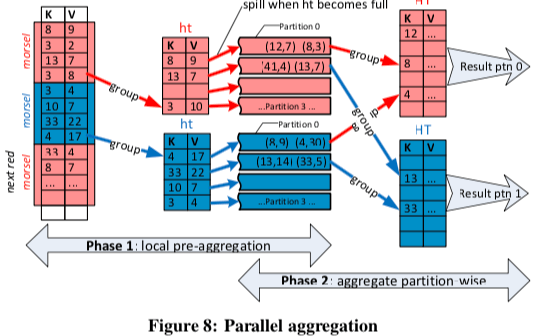 K V
8 9
3 2
13 7
3 8
3 4
10 7
33 22
4 17
33 4
8 7
... ...
morsel
morsel
next red
morsel
group
group
ht
K V
8 9
13 7
3 10
ht
K V
4 17
33 22
10 7
3 4
spill when ht becomes full
Partition 0
(12,7) (8,3)
(41,4) (13,7)
...Partition 3 ...
Partition 0
(8,9) (4,30)
(13,14) (33,5)
...Partition 3 ...
group
group
group
HT
K V
12 ...
8 ...
4 ...
HT
K V
13 ...
33 ...
Result ptn 0
Result ptn 1
Phase 1: local pre-aggregation
Phase 2: aggregate partition-wise
Figure 8: Parallel aggregation